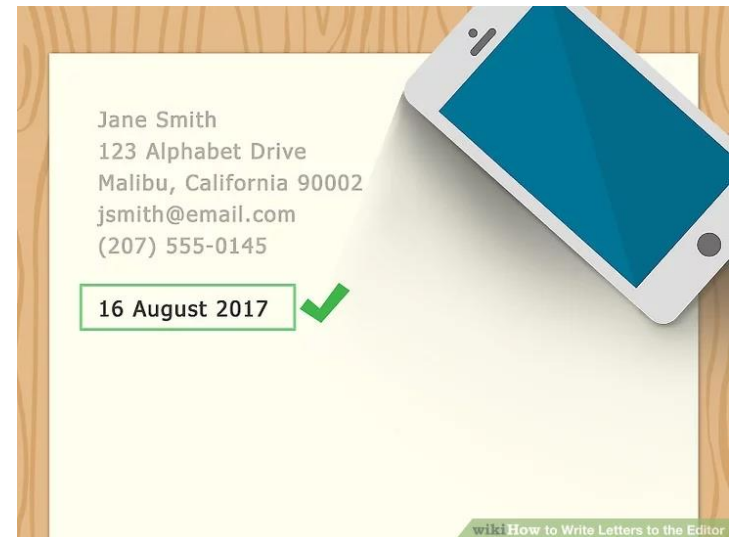 Jane Smith
123 Alphabet Drive
Malibu, California 90002
jsmith@email.com
(207) 555-0145
16 August 2017
wikiHow to Write Letters to the Editor